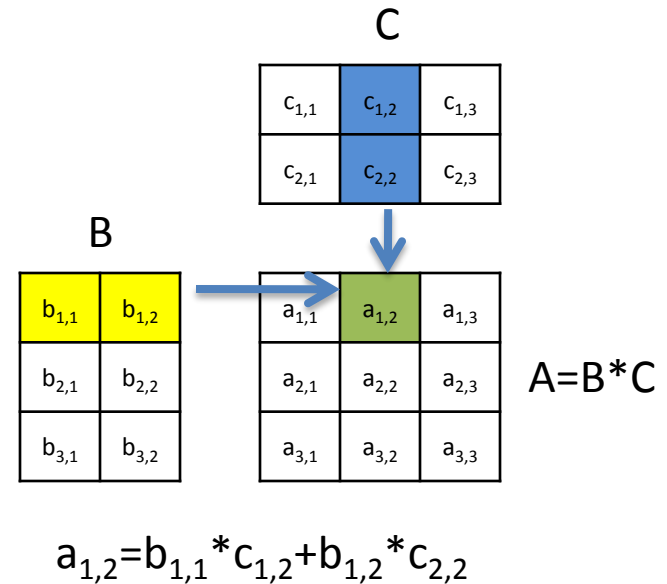 C
c1,1 c1,2 c1,3
c2,1 c2,2 c2,3
B
b1,1 b1,2
b2,1 b2,2
b3,1 b3,2
a1,1 a1,2 a1,3
a2,1 a2,2 a2,3
a3,1 a3,2 a3,3
A=B*C
a1,2=b1,1*c1,2+b1,2*c2,2